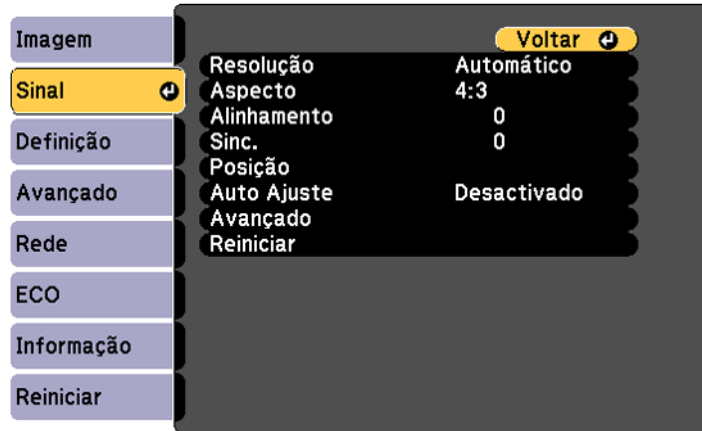 Imagem
Sinal
Definição
Avançado
Rede
ECO
Informação
Reiniciar
Voltar
Resolução Automático
Aspecto 4:3
Alinhamento 0
Sinc. 0
Posição
Auto Ajuste Desactivado
Avançado
Reiniciar